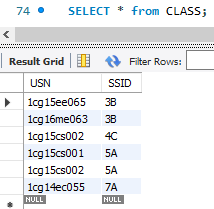 74 SELECT * from CLASS;
Result Grid Filter Rows:
USN SSID
1cg15ee065 3B
1cg16me063 3B
1cg15cs002 4C
1cg15cs001 5A
1cg15cs002 5A
1cg14ec055 7A
NULL NULL